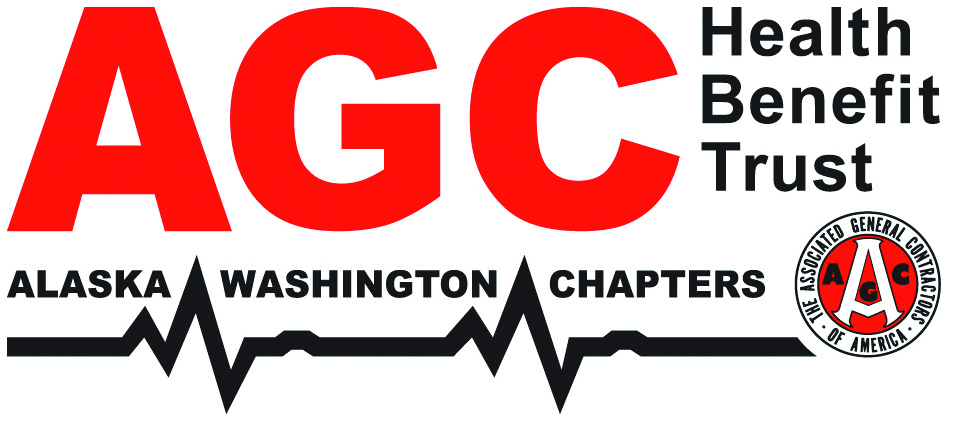 AGC
Health
Benefit
Trust
ALASKA WASHINGTON CHAPTERS
THE ASSOCIATED GENERAL CONTRACTORS
OF AMERICA
AGC